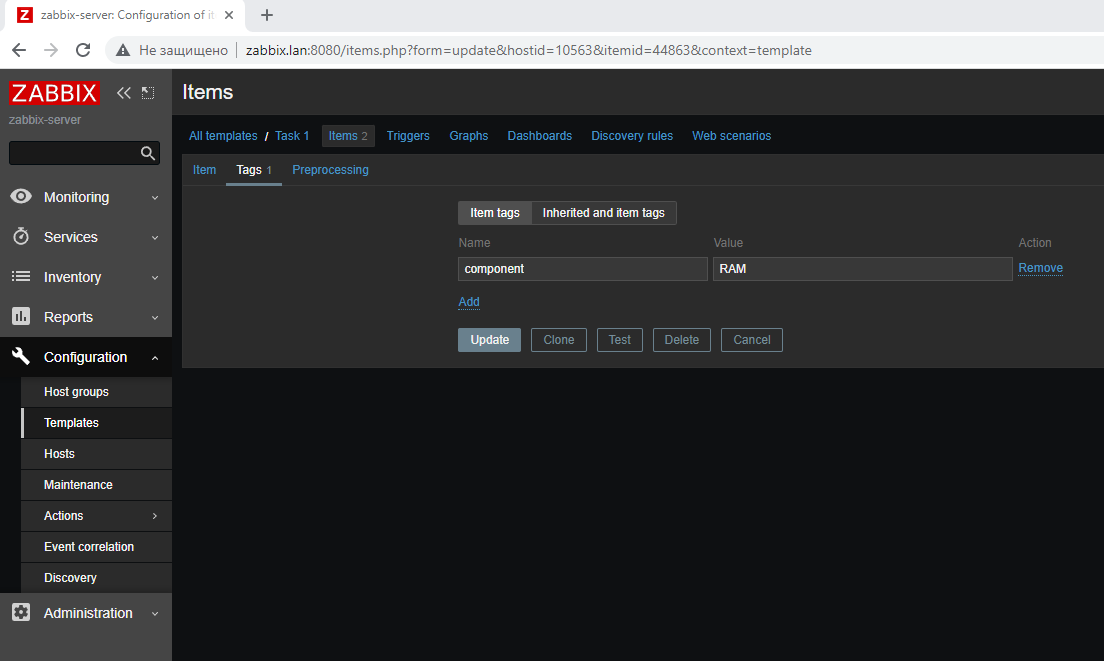 Z zabbix-server: Configuration of it
Не защищено zabbix.lan:8080/items.php?form=update&hostid=10563&itemid=44863&context=template
ZABBIX
zabbix-server
Monitoring
Services
Inventory
Reports
Configuration
Host groups
Templates
Hosts
Maintenance
Actions
Event correlation
Discovery
Administration
Items
All templates / Task 1 Items 2 Triggers Graphs Dashboards Discovery rules Web scenarios
Item Tags 1 Preprocessing
Item tags Inherited and item tags
Name Value Action
component RAM Remove
Add
Update Clone Test Delete Cancel